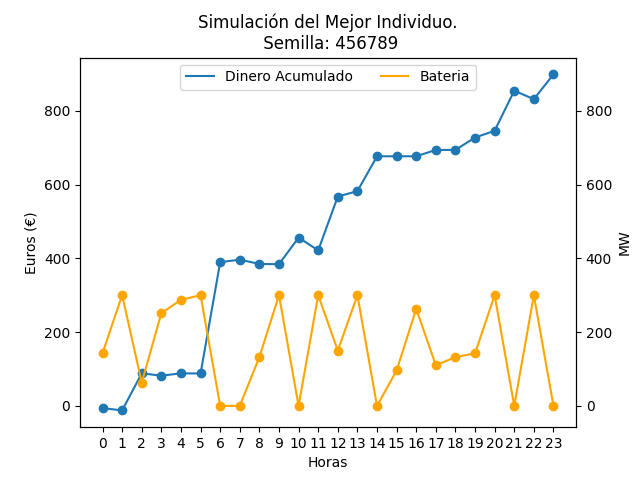 Simulación del Mejor Individuo.
Semilla: 456789
Dinero Acumulado Bateria
800 800
600 600
400 400
200 200
0 0
Euros (€)
MW
0 1 2 3 4 5 6 7 8 9 10 11 12 13 14 15 16 17 18 19 20 21 22 23
Horas